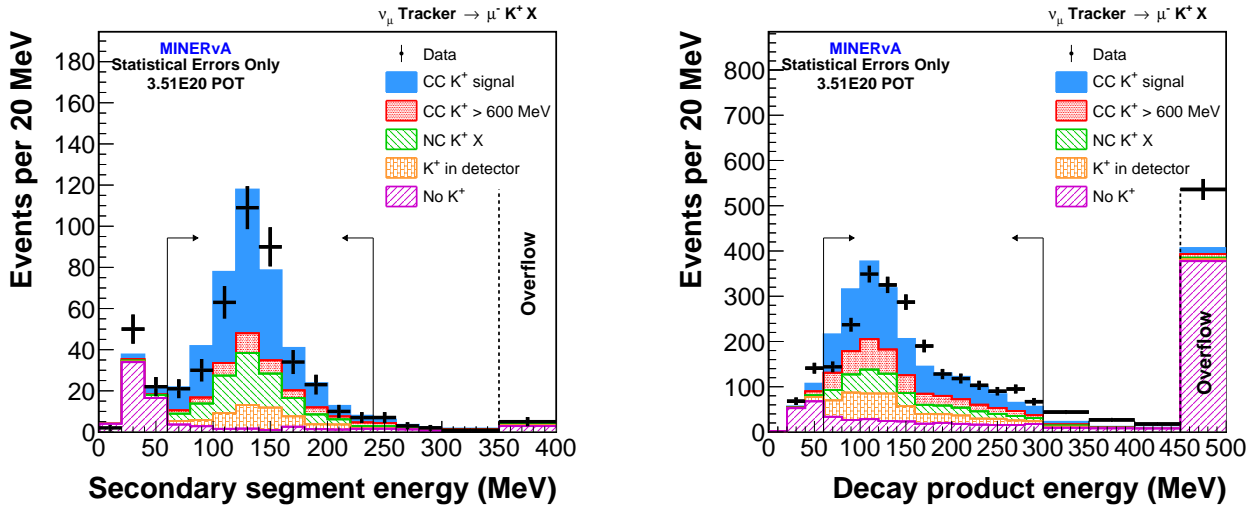 ν_μ Tracker → μ⁻ K⁺ X
MINERνA
Statistical Errors Only
3.51E20 POT
Data
CC K⁺ signal
CC K⁺ > 600 MeV
NC K⁺ X
K⁺ in detector
No K⁺
Overflow
Events per 20 MeV
180
160
140
120
100
80
60
40
20
0
0 50 100 150 200 250 300 350 400
Secondary segment energy (MeV)
ν_μ Tracker → μ⁻ K⁺ X
MINERνA
Statistical Errors Only
3.51E20 POT
Data
CC K⁺ signal
CC K⁺ > 600 MeV
NC K⁺ X
K⁺ in detector
No K⁺
Overflow
Events per 20 MeV
800
700
600
500
400
300
200
100
0
0 50 100 150 200 250 300 350 400 450 500
Decay product energy (MeV)